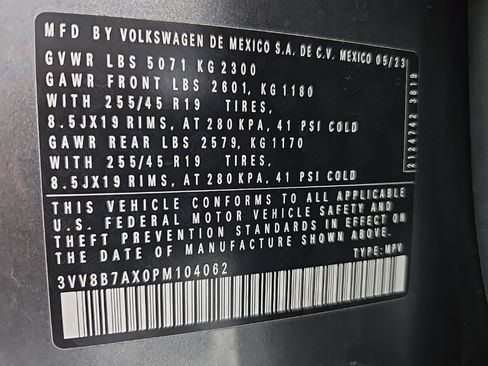 MFD BY VOLKSWAGEN DE MEXICO S.A. DE C.V. MEXICO 05/23
GVWR LBS 5071 KG 2300
GAWR FRONT LBS 2601, KG 1180
WITH 255/45 R19 TIRES,
8.5JX19 RIMS, AT 280 KPA, 41 PSI COLD
GAWR REAR LBS 2579, KG 1170
WITH 255/45 R19 TIRES,
8.5JX19 RIMS, AT 280 KPA, 41 PSI COLD
THIS VEHICLE CONFORMS TO ALL APPLICABLE
U.S. FEDERAL MOTOR VEHICLE SAFETY AND
THEFT PREVENTION STANDARDS IN EFFECT ON
THE DATE OF MANUFACTURE SHOWN ABOVE.
3VV8B7AX0PM104062 TYPE: MPV
2124742 3819